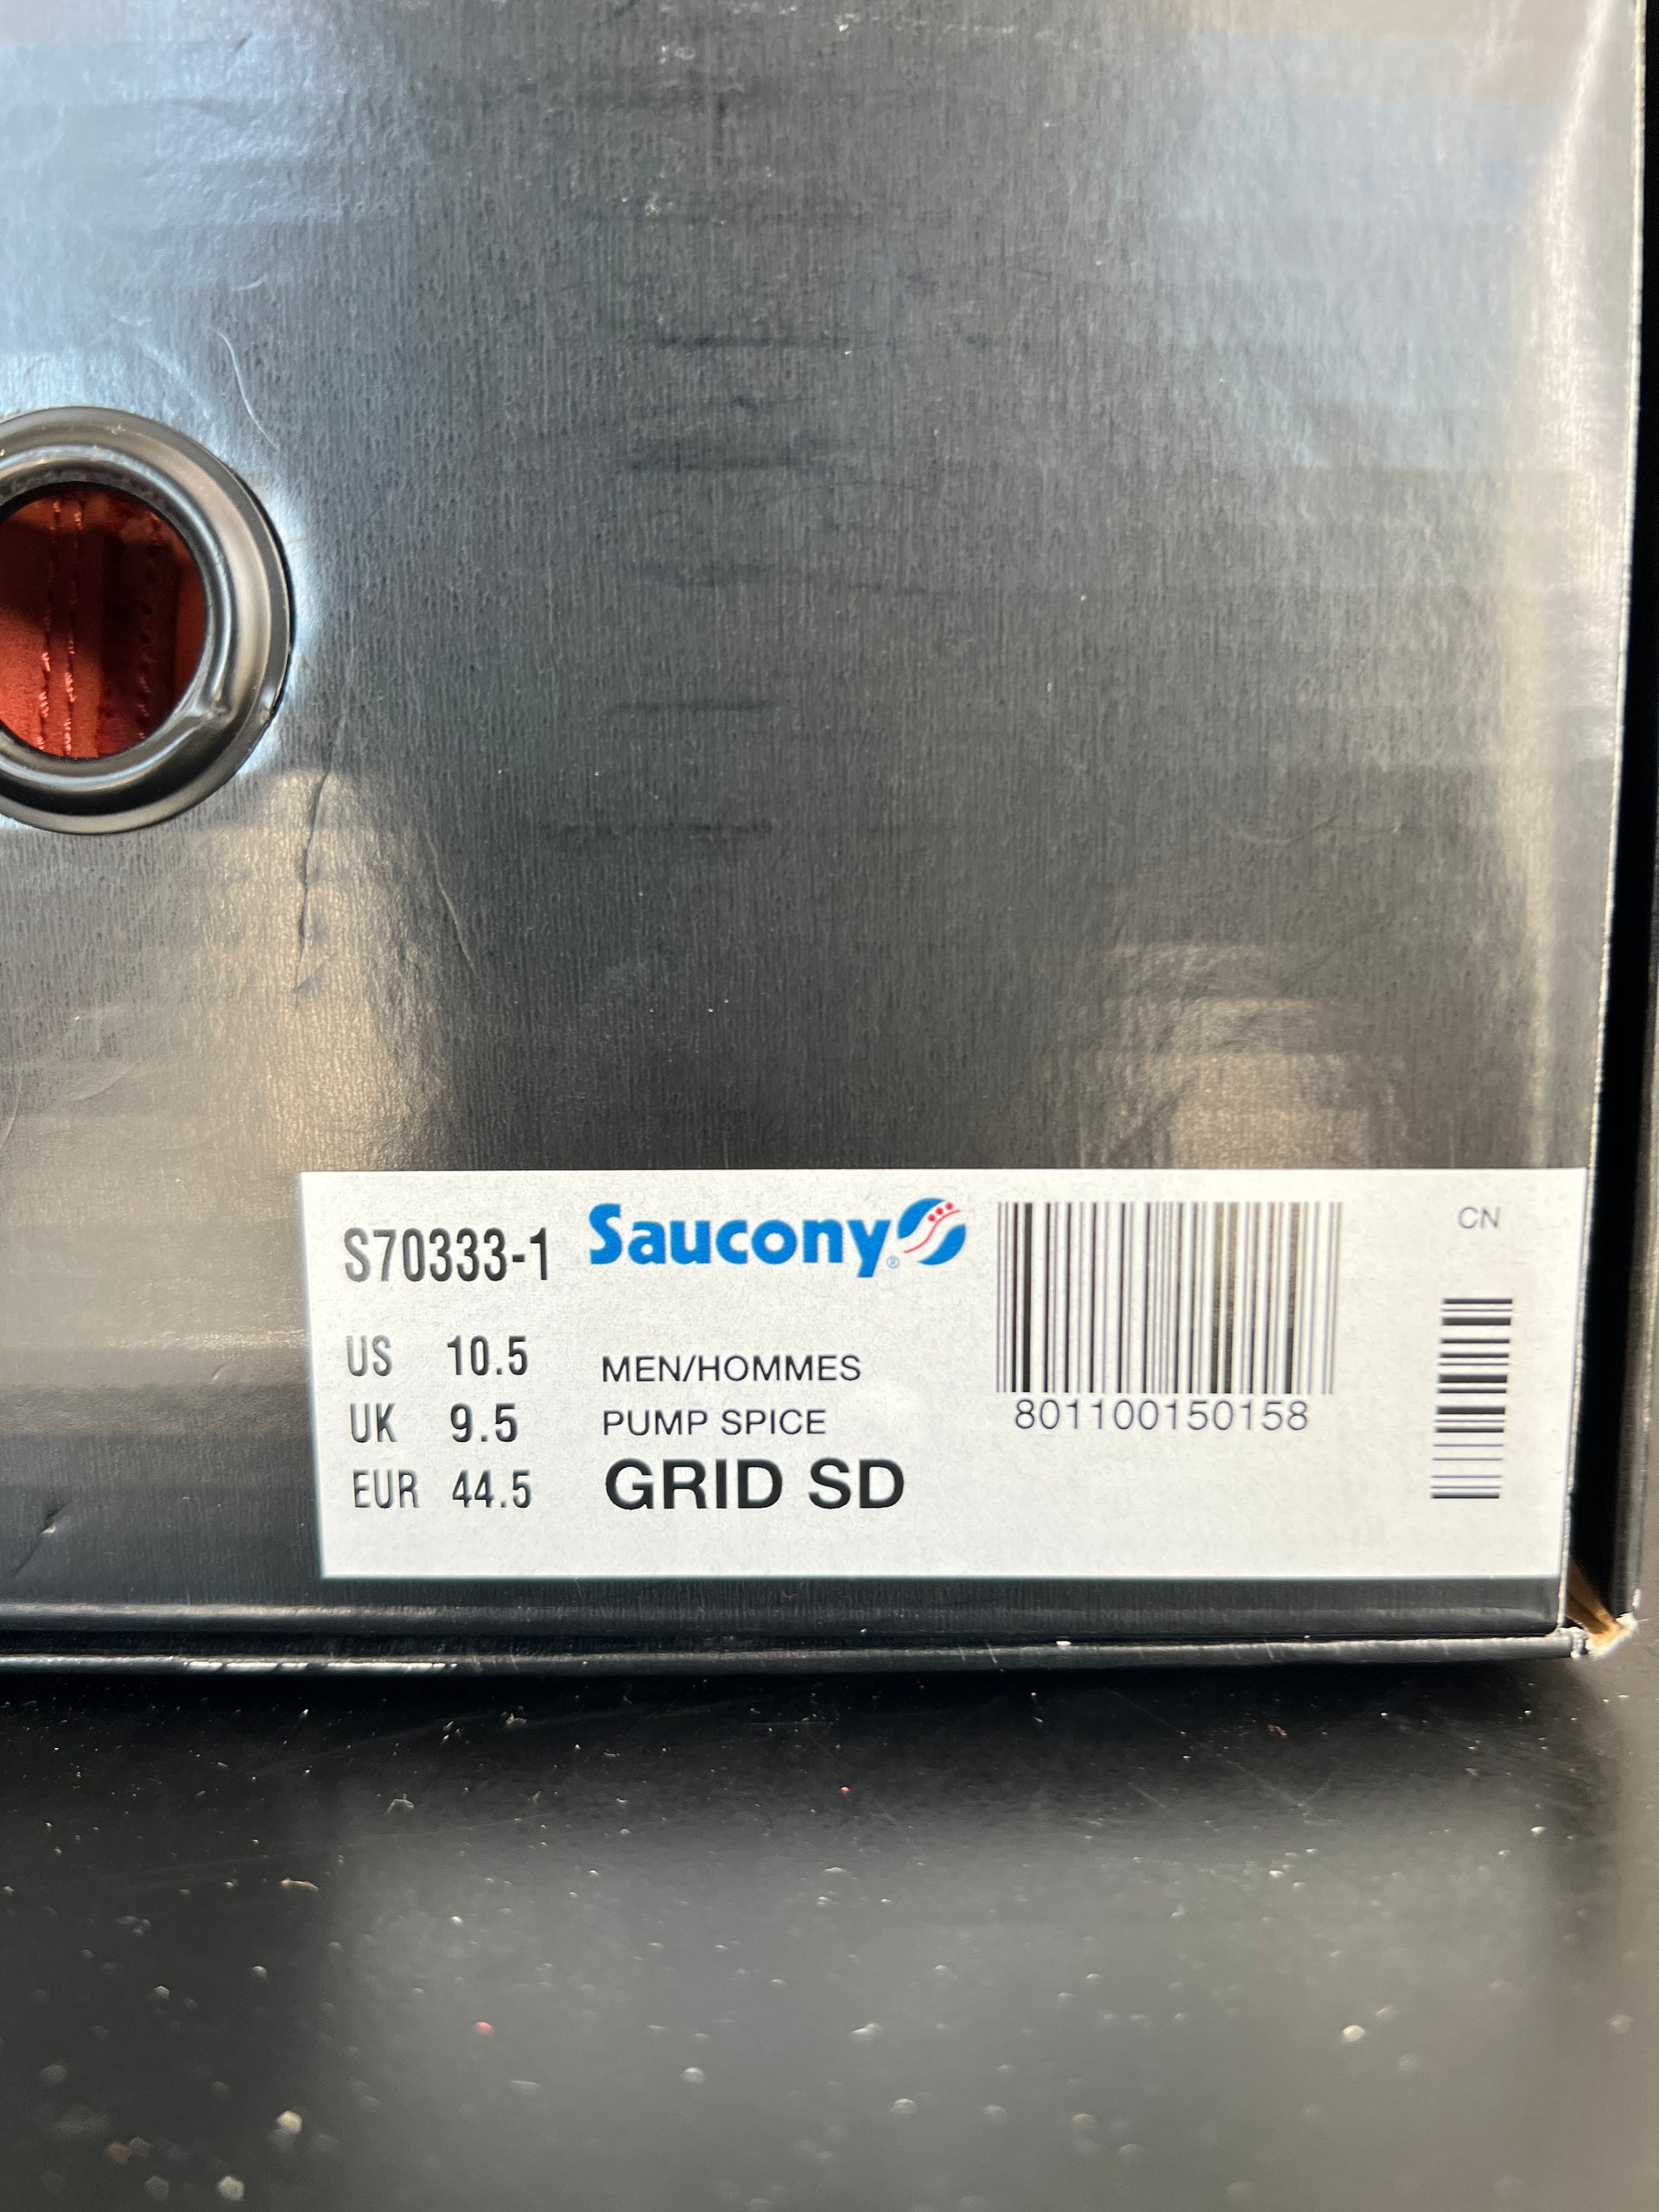 S70333-1
Saucony®
US 10.5
UK 9.5
EUR 44.5
MEN/HOMMES
PUMP SPICE
GRID SD
801100150158
CN